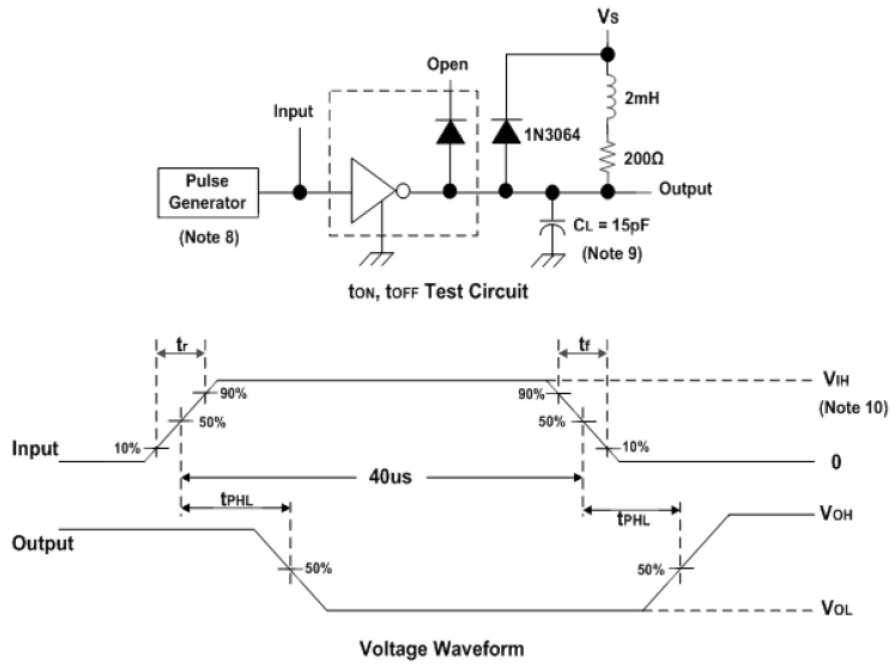 Vs
Open
2mH
Input
1N3064
200Ω
Pulse
Generator
Output
(Note 8)
CL = 15pF
(Note 9)
tON, tOFF Test Circuit
tr
tf
90%
90%
VIH
(Note 10)
50%
50%
Input
10%
10%
0
40us
tPHL
tPHL
VOH
Output
50%
50%
VOL
Voltage Waveform